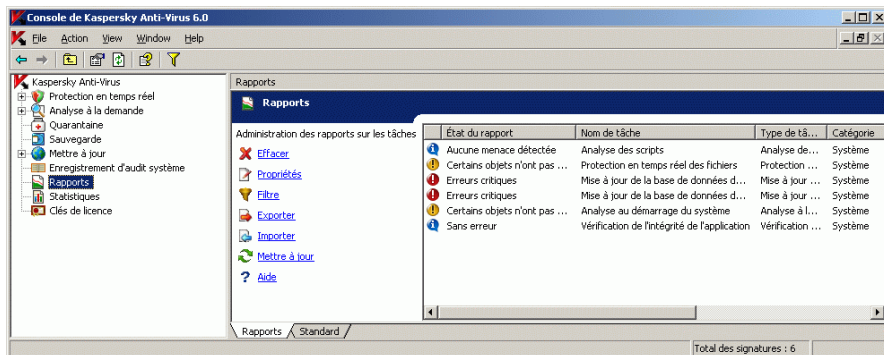 Console de Kaspersky Anti-Virus 6.0
File Action View Window Help
Kaspersky Anti-Virus
Protection en temps réel
Analyse à la demande
Quarantaine
Sauvegarde
Mettre à jour
Enregistrement d'audit système
Rapports
Statistiques
Clés de licence
Rapports
Rapports
Administration des rapports sur les tâches
Effacer
Propriétés
Filtre
Exporter
Importer
Mettre à jour
Aide
État du rapport Nom de tâche Type de tâ... Catégorie
Aucune menace détectée Analyse des scripts Analyse de... Système
Certains objets n'ont pas ... Protection en temps réel des fichiers Protection ... Système
Erreurs critiques Mise à jour de la base de données d... Mise à jour ... Système
Erreurs critiques Mise à jour de la base de données d... Mise à jour ... Système
Certains objets n'ont pas ... Analyse au démarrage du système Analyse à l... Système
Sans erreur Vérification de l'intégrité de l'application Vérification ... Système
Rapports Standard
Total des signatures : 6